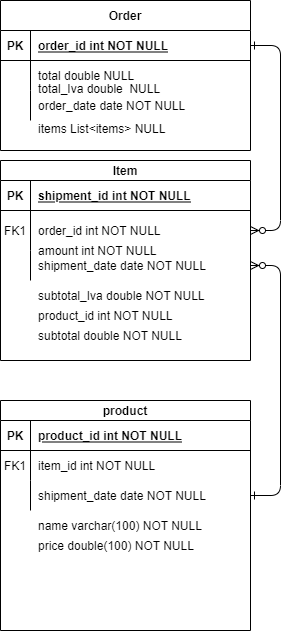 Order
PK order_id int NOT NULL
total double NULL
total_lva double  NULL
order_date date NOT NULL
items List<items> NULL
Item
PK shipment_id int NOT NULL
FK1 order_id int NOT NULL
amount int NOT NULL
shipment_date date NOT NULL
subtotal_lva double NOT NULL
product_id int NOT NULL
subtotal double NOT NULL
product
PK product_id int NOT NULL
FK1 item_id int NOT NULL
shipment_date date NOT NULL
name varchar(100) NOT NULL
price double(100) NOT NULL